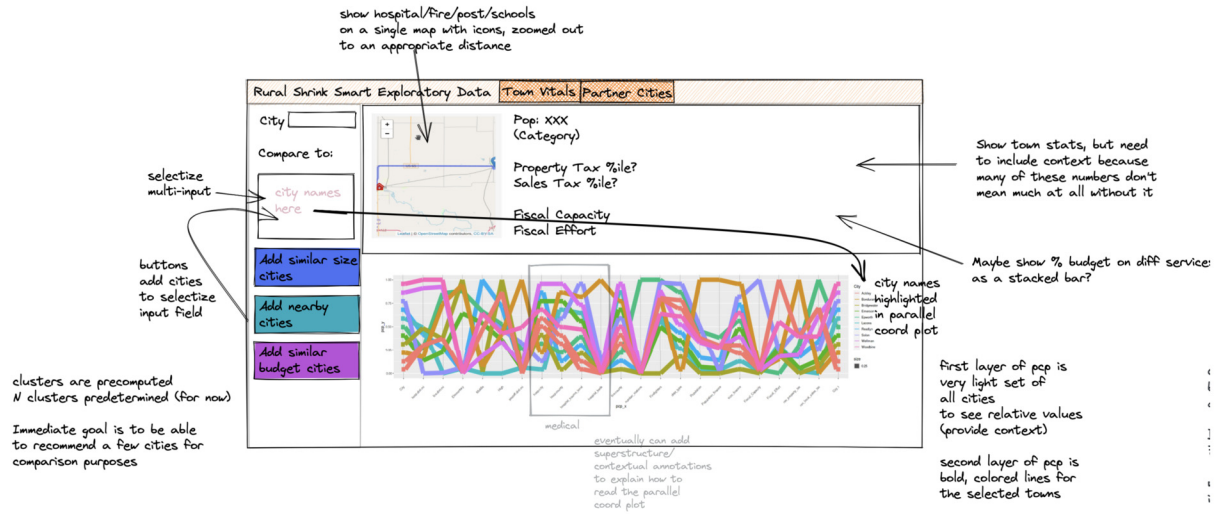 show hospital/fire/post/schools
on a single map with icons, zoomed out
to an appropriate distance
Rural Shrink Smart Exploratory Data
Town Vitals
Partner Cities
City
Compare to:
city names
here
Add similar size
cities
Add nearby
cities
Add similar
budget cities
selectize
multi-input
buttons
add cities
to selectize
input field
clusters are precomputed
N clusters predetermined (for now)
Immediate goal is to be able
to recommend a few cities for
comparison purposes
+
−
Pop: XXX
(Category)
Property Tax %ile?
Sales Tax %ile?
Fiscal Capacity
Fiscal Effort
Show town stats, but need
to include context because
many of these numbers don't
mean much at all without it
Maybe show % budget on diff services
as a stacked bar?
city names
highlighted
in parallel
coord plot
City
medical
eventually can add
superstructure/
contextual annotations
to explain how to
read the parallel
coord plot
first layer of pcp is
very light set of
all cities
to see relative values
(provide context)
second layer of pcp is
bold, colored lines for
the selected towns